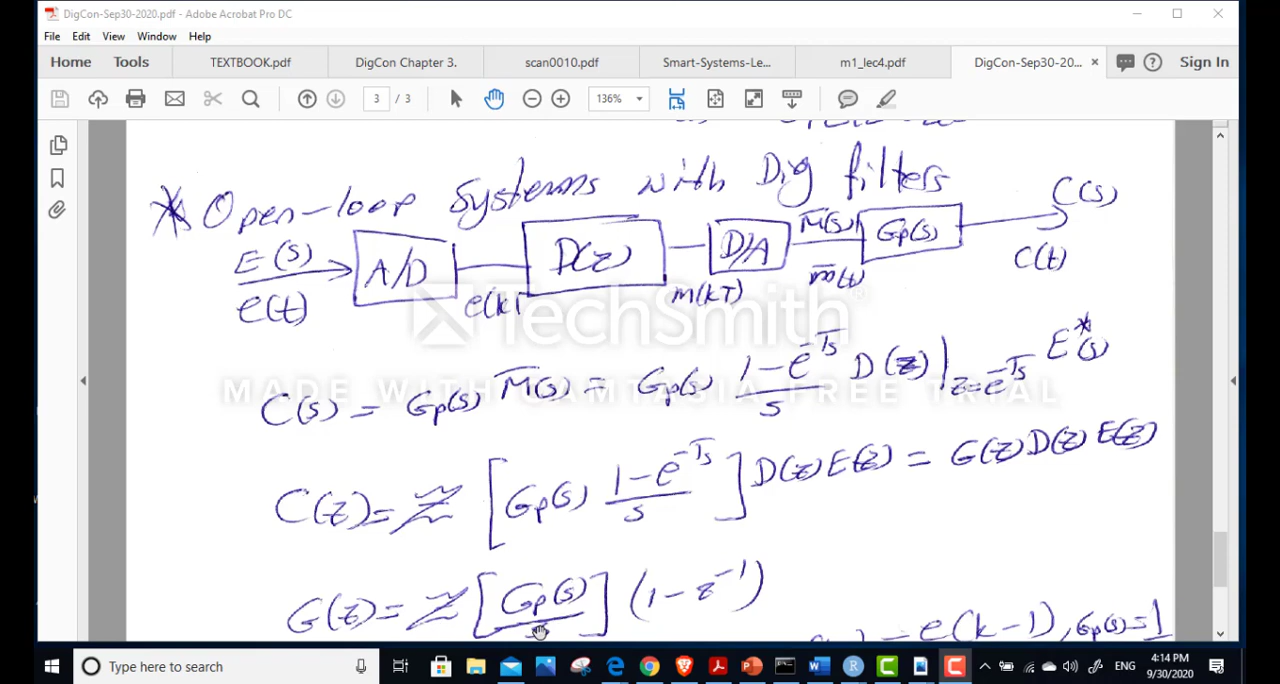 DigCon-Sep30-2020.pdf - Adobe Acrobat Pro DC
File Edit View Window Help
Home Tools TEXTBOOK.pdf DigCon Chapter 3. scan0010.pdf Smart-Systems-Le... m1_lec4.pdf DigCon-Sep30-20... × Sign In
3 / 3 136%
* Open-loop Systems with Dig filters
E(s) A/D D(z) D/A M̅(s) Gp(s) C(s)
e(t) e(kT m(kT) m̅(t) C(t)
TechSmith®
MADE WITH CAMTASIA FREE TRIAL
C(s) = Gp(s) M̅(s) = Gp(s) (1-e^-Ts)/s D(z)|z=e^-Ts E*(s)
C(z)= Z [Gp(s) (1-e^-Ts)/s] D(z)E(z) = G(z)D(z)E(z)
G(z)= Z [Gp(s)] (1-z^-1)
= e(k-1), Gp(s)=1
Type here to search ENG 4:14 PM
9/30/2020